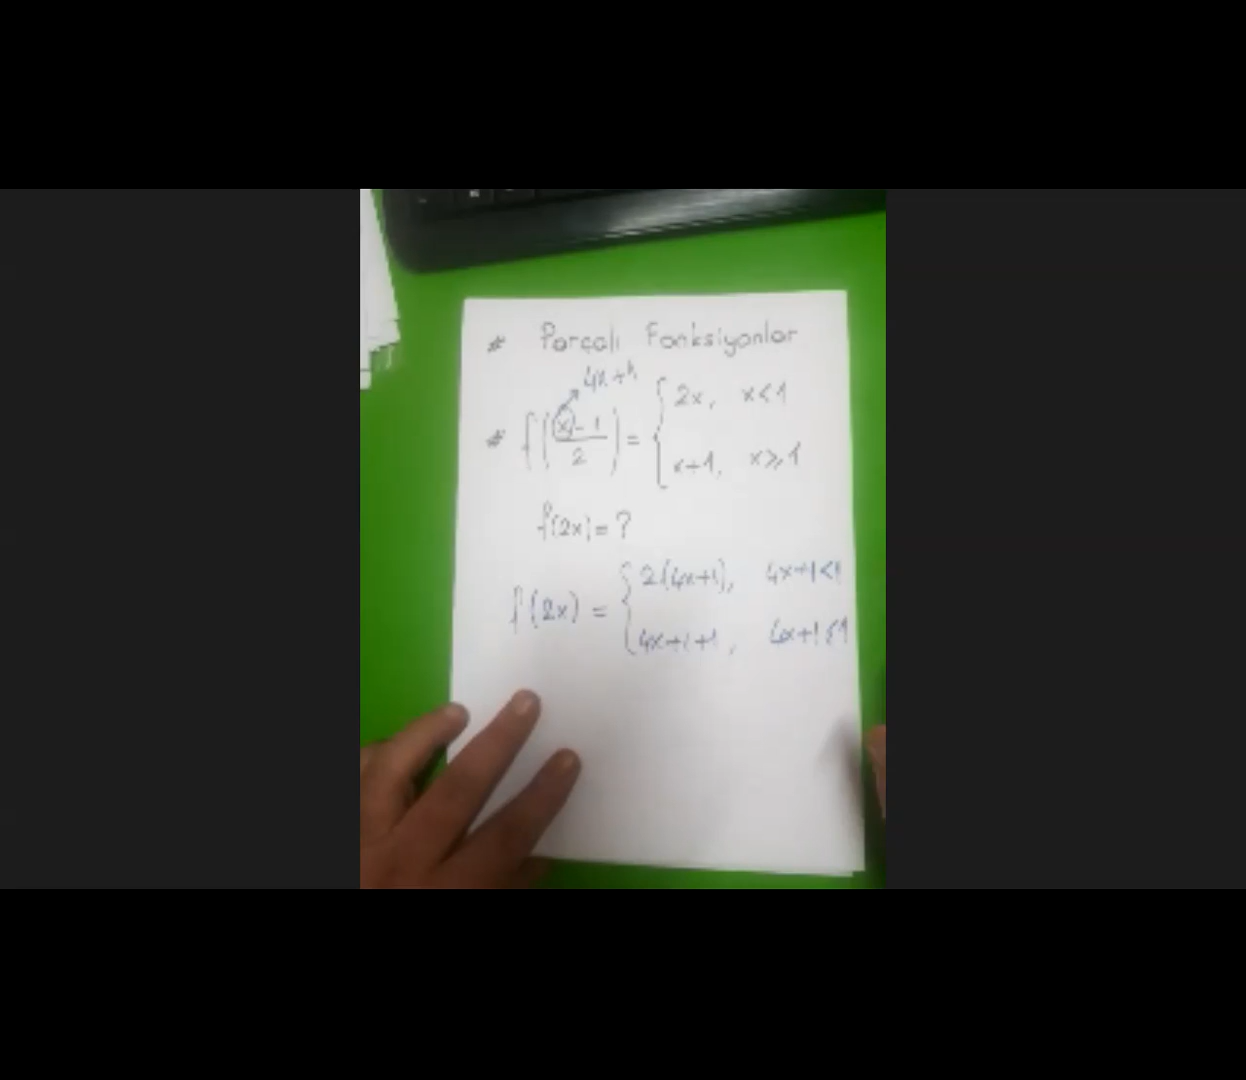 # Parçalı Fonksiyonlar
4x+1
# f((x-1)/2) = { 2x, x<1
x+1, x≥1
f(2x)=?
f(2x) = { 2(4x+1), 4x+1<1
4x+1+1, 4x+1≥1